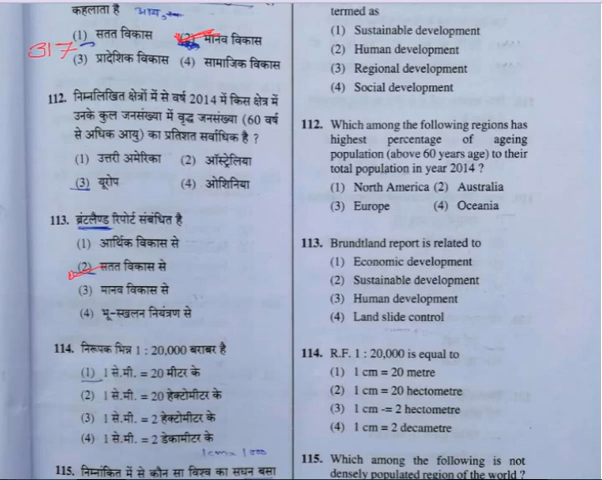 कहलाता है
(1) सतत विकास (2) मानव विकास
317
(3) प्रादेशिक विकास (4) सामाजिक विकास
112. निम्नलिखित क्षेत्रों में से वर्ष 2014 में किस क्षेत्र में
उनके कुल जनसंख्या में वृद्ध जनसंख्या (60 वर्ष
से अधिक आयु) का प्रतिशत सर्वाधिक है ?
(1) उत्तरी अमेरिका (2) ऑस्ट्रेलिया
(3) यूरोप (4) ओशिनिया
113. ब्रंटलैण्ड रिपोर्ट संबंधित है
(1) आर्थिक विकास से
(2) सतत विकास से
(3) मानव विकास से
(4) भू-स्खलन नियंत्रण से
114. निरूपक भिन्न 1 : 20,000 बराबर है
(1) 1 से.मी. = 20 मीटर के
(2) 1 से.मी. = 20 हेक्टोमीटर के
(3) 1 से.मी. = 2 हेक्टोमीटर के
(4) 1 से.मी. = 2 डेकामीटर के
1cm = 1000
115. निम्नांकित में से कौन सा विश्व का सघन बसा
termed as
(1) Sustainable development
(2) Human development
(3) Regional development
(4) Social development
112. Which among the following regions has
highest percentage of ageing
population (above 60 years age) to their
total population in year 2014 ?
(1) North America (2) Australia
(3) Europe (4) Oceania
113. Brundtland report is related to
(1) Economic development
(2) Sustainable development
(3) Human development
(4) Land slide control
114. R.F. 1 : 20,000 is equal to
(1) 1 cm = 20 metre
(2) 1 cm = 20 hectometre
(3) 1 cm -= 2 hectometre
(4) 1 cm = 2 decametre
115. Which among the following is not
densely populated region of the world ?